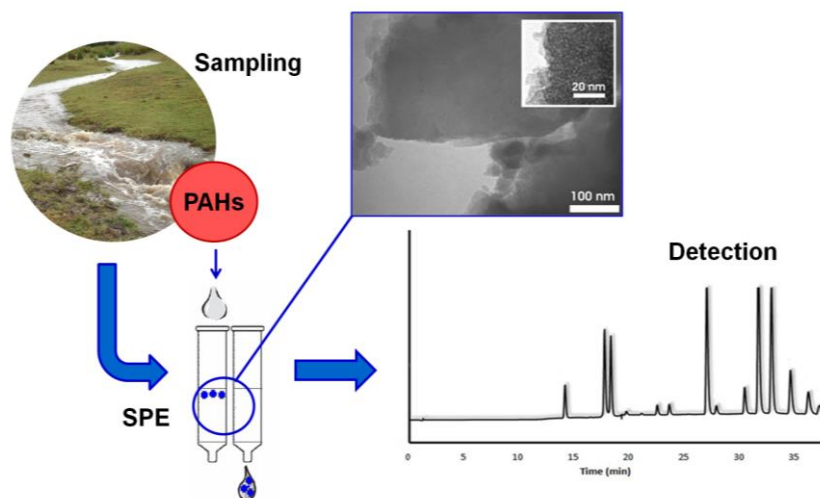 Sampling
PAHs
20 nm
100 nm
SPE
Detection
0 5 10 15 20 25 30 35
Time (min)